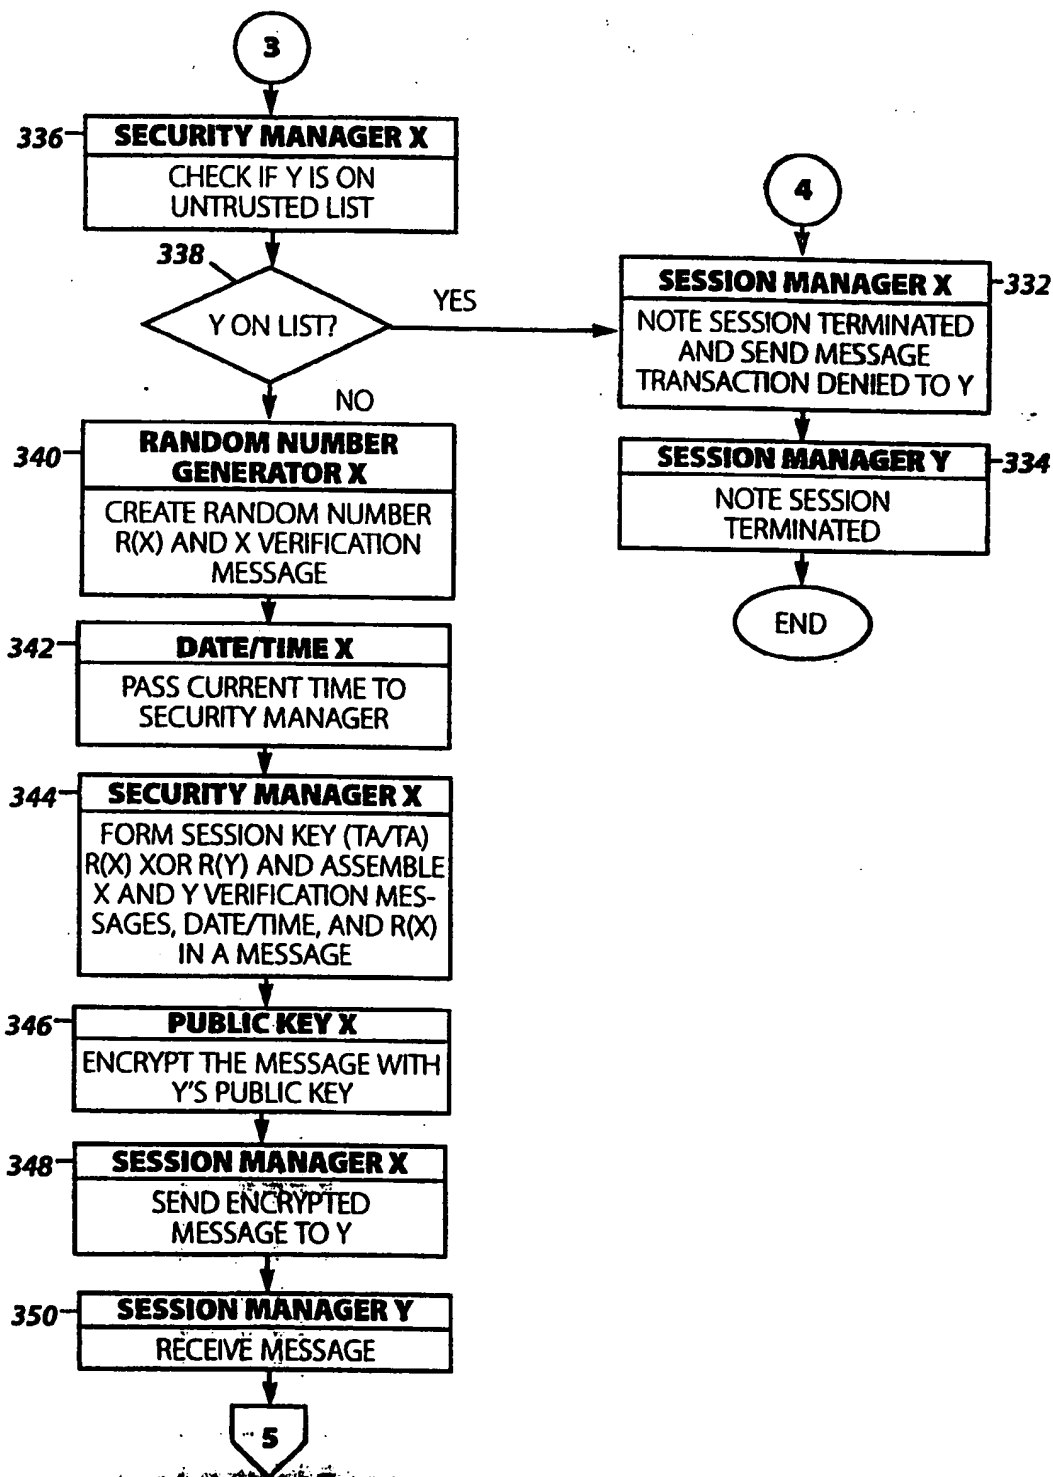 3
336
SECURITY MANAGER X
CHECK IF Y IS ON
UNTRUSTED LIST
338
Y ON LIST?
YES
NO
340
RANDOM NUMBER
GENERATOR X
CREATE RANDOM NUMBER
R(X) AND X VERIFICATION
MESSAGE
342
DATE/TIME X
PASS CURRENT TIME TO
SECURITY MANAGER
344
SECURITY MANAGER X
FORM SESSION KEY (TA/TA)
R(X) XOR R(Y) AND ASSEMBLE
X AND Y VERIFICATION MES-
SAGES, DATE/TIME, AND R(X)
IN A MESSAGE
346
PUBLIC KEY X
ENCRYPT THE MESSAGE WITH
Y'S PUBLIC KEY
348
SESSION MANAGER X
SEND ENCRYPTED
MESSAGE TO Y
350
SESSION MANAGER Y
RECEIVE MESSAGE
5
4
SESSION MANAGER X
332
NOTE SESSION TERMINATED
AND SEND MESSAGE
TRANSACTION DENIED TO Y
SESSION MANAGER Y
334
NOTE SESSION
TERMINATED
END